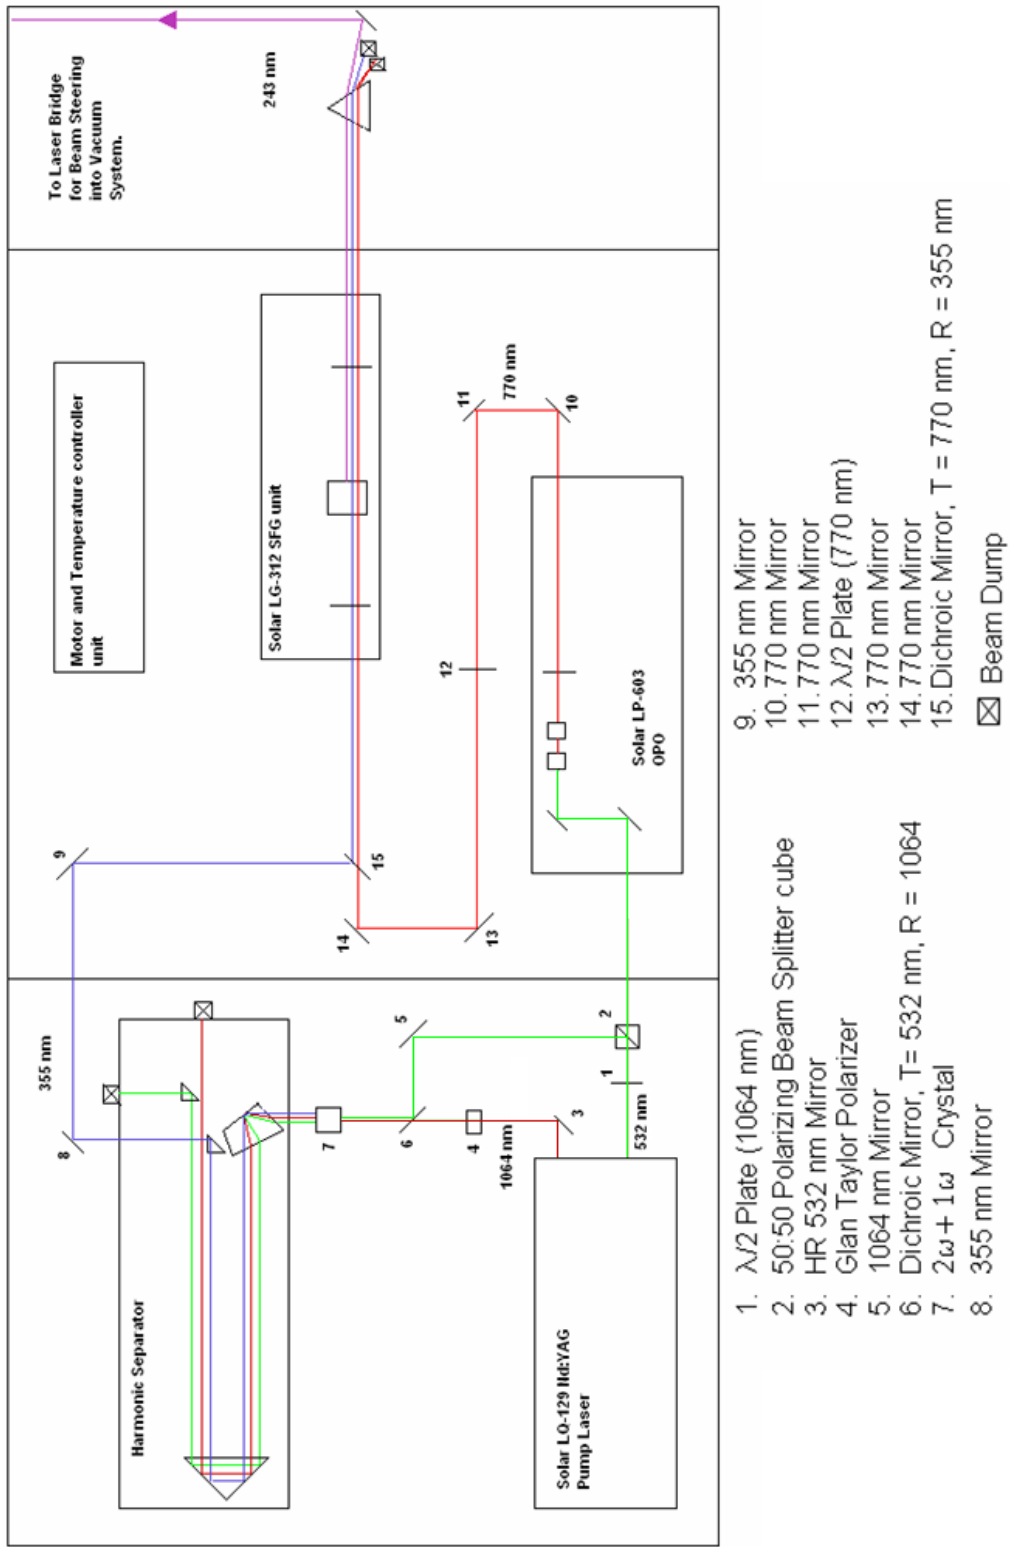 To Laser Bridge
for Beam Steering
into Vacuum
System.
243 nm
Motor and Temperature controller
unit
Solar LG-312 SFG unit
11
770 nm
10
12
Solar LP-603
OPO
9
15
14
13
355 nm
8
Harmonic Separator
7
5
6
4
1064 nm
3
2
1
532 nm
Solar LQ-129 Nd:YAG
Pump Laser
1. λ/2 Plate (1064 nm)
2. 50:50 Polarizing Beam Splitter cube
3. HR 532 nm Mirror
4. Glan Taylor Polarizer
5. 1064 nm Mirror
6. Dichroic Mirror, T= 532 nm, R = 1064
7. 2ω + 1ω Crystal
8. 355 nm Mirror
9. 355 nm Mirror
10. 770 nm Mirror
11. 770 nm Mirror
12. λ/2 Plate (770 nm)
13. 770 nm Mirror
14. 770 nm Mirror
15. Dichroic Mirror, T = 770 nm, R = 355 nm
Beam Dump